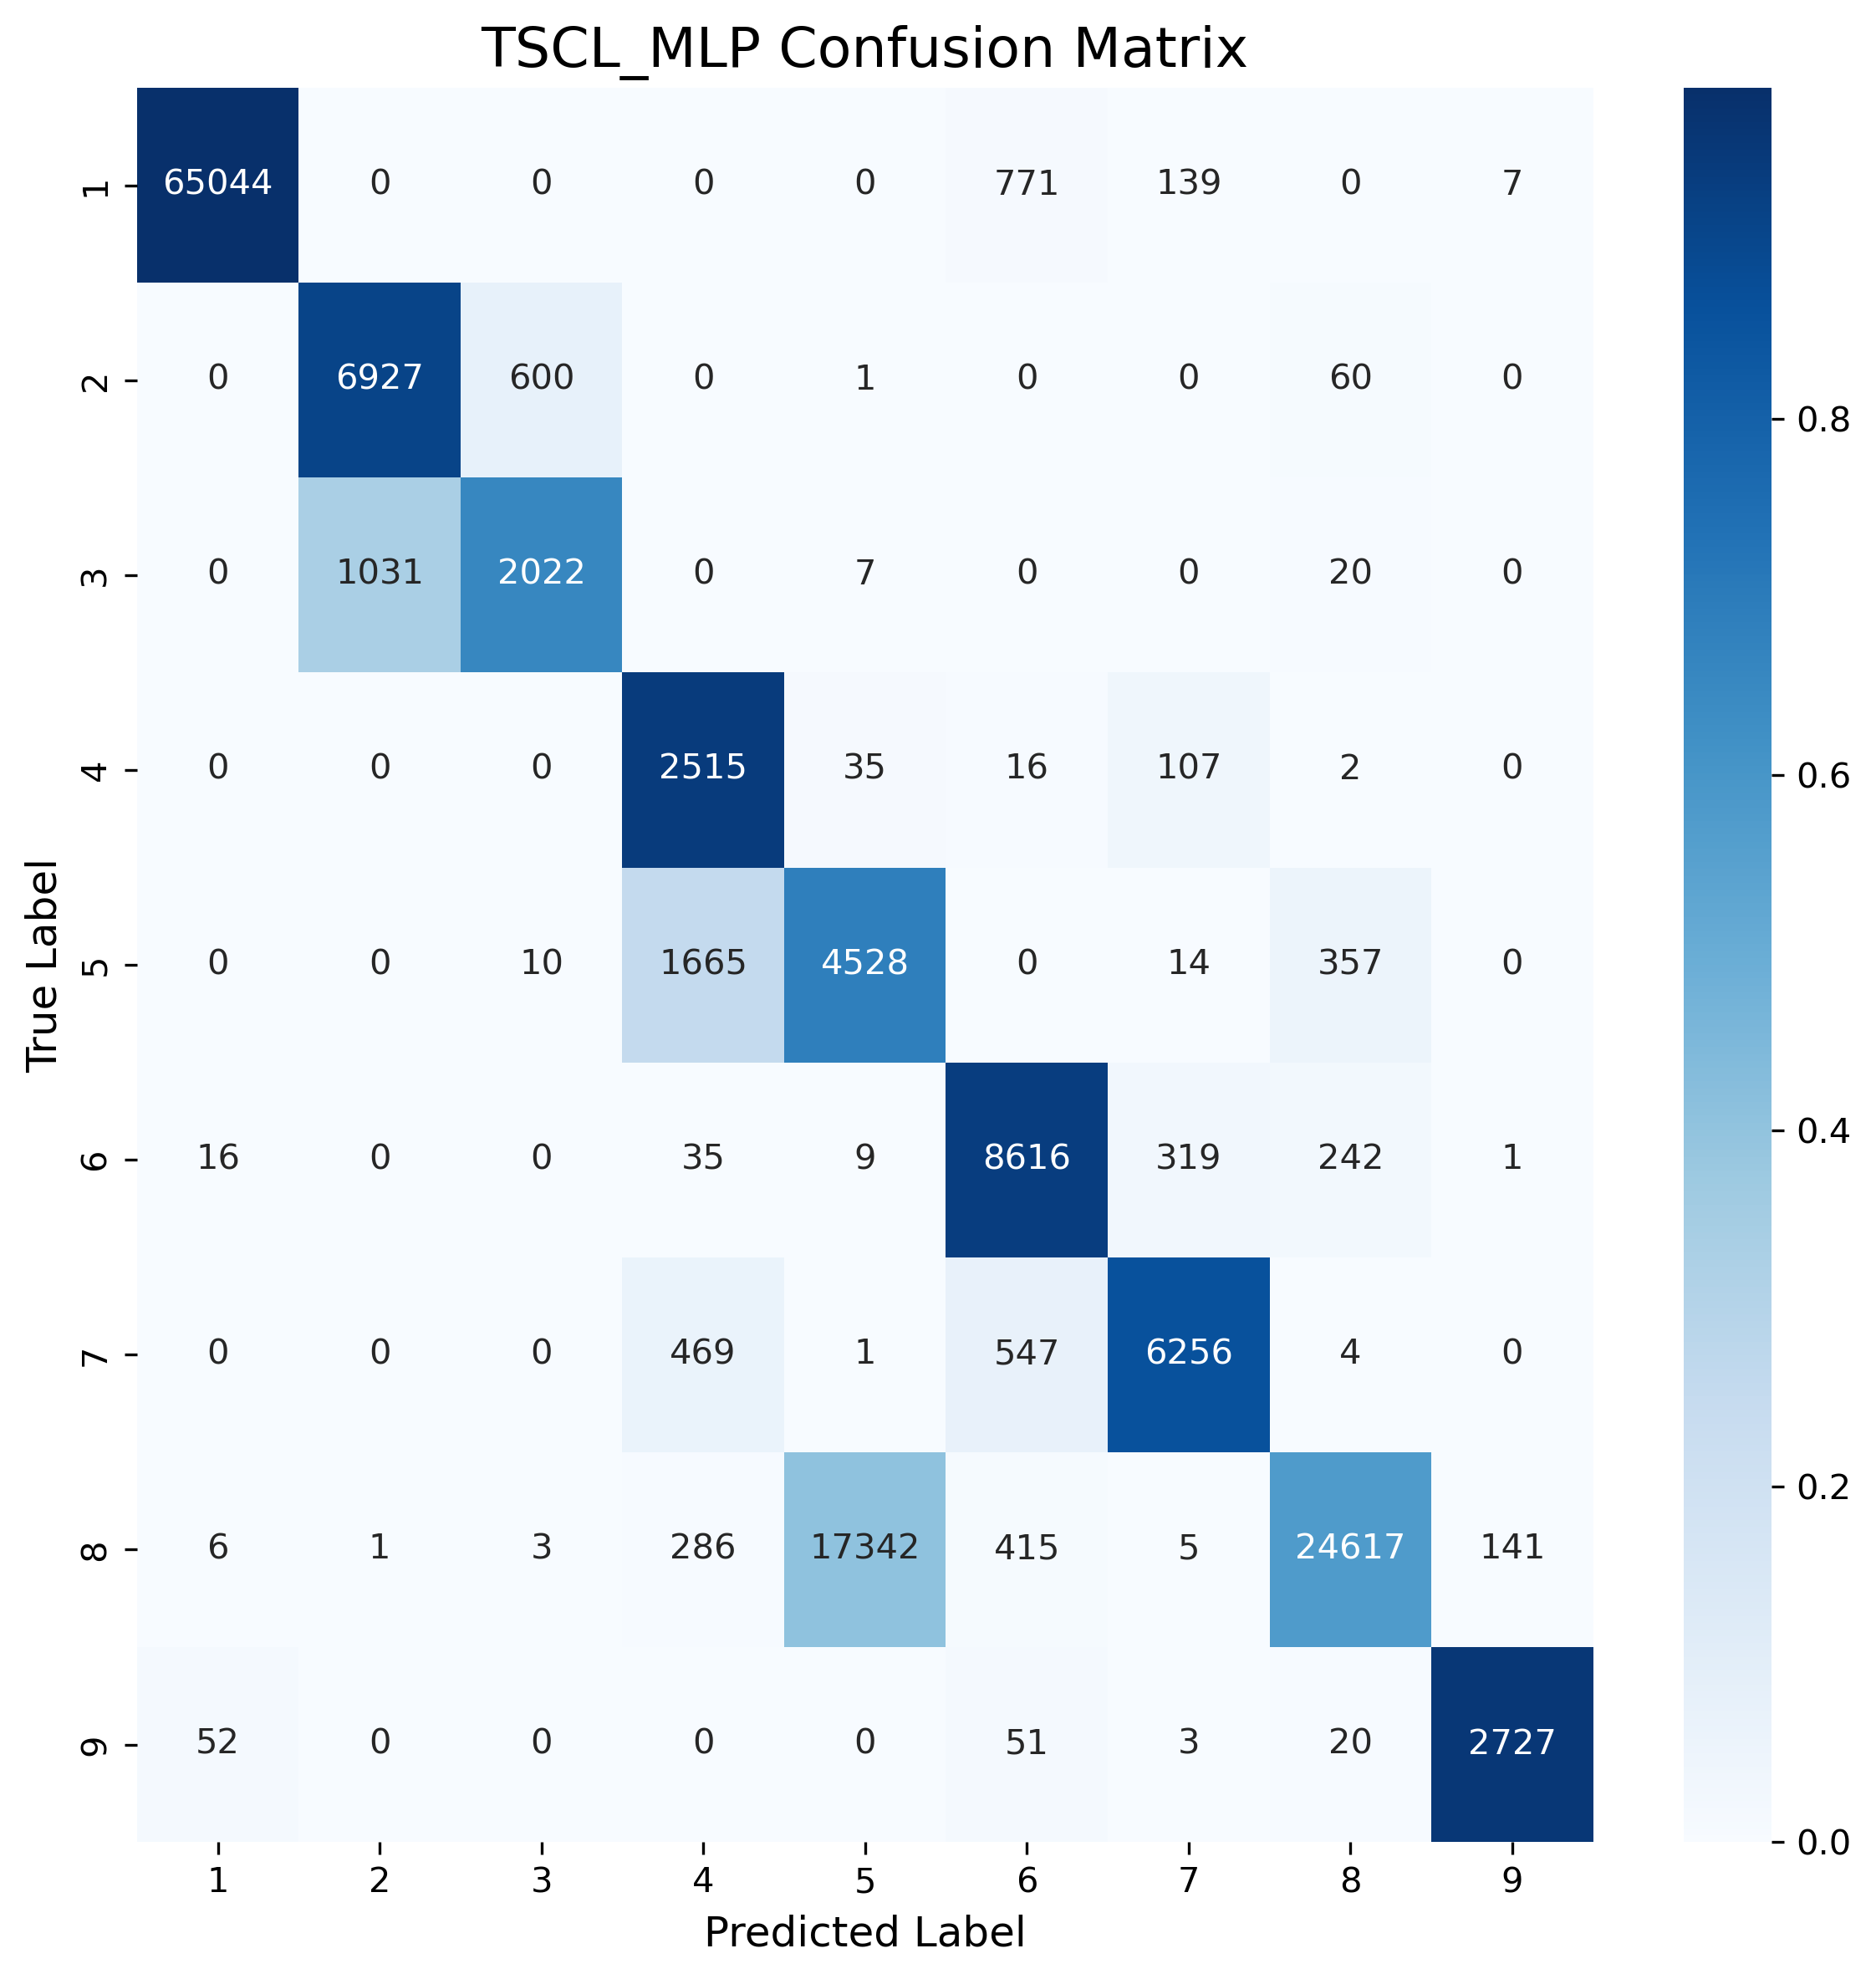 TSCL_MLP Confusion Matrix
1 65044 0 0 0 0 771 139 0 7
2 0 6927 600 0 1 0 0 60 0
0.8
3 0 1031 2022 0 7 0 0 20 0
4 0 0 0 2515 35 16 107 2 0
0.6
True Label
5 0 0 10 1665 4528 0 14 357 0
6 16 0 0 35 9 8616 319 242 1
0.4
7 0 0 0 469 1 547 6256 4 0
0.2
8 6 1 3 286 17342 415 5 24617 141
9 52 0 0 0 0 51 3 20 2727
0.0
1 2 3 4 5 6 7 8 9
Predicted Label